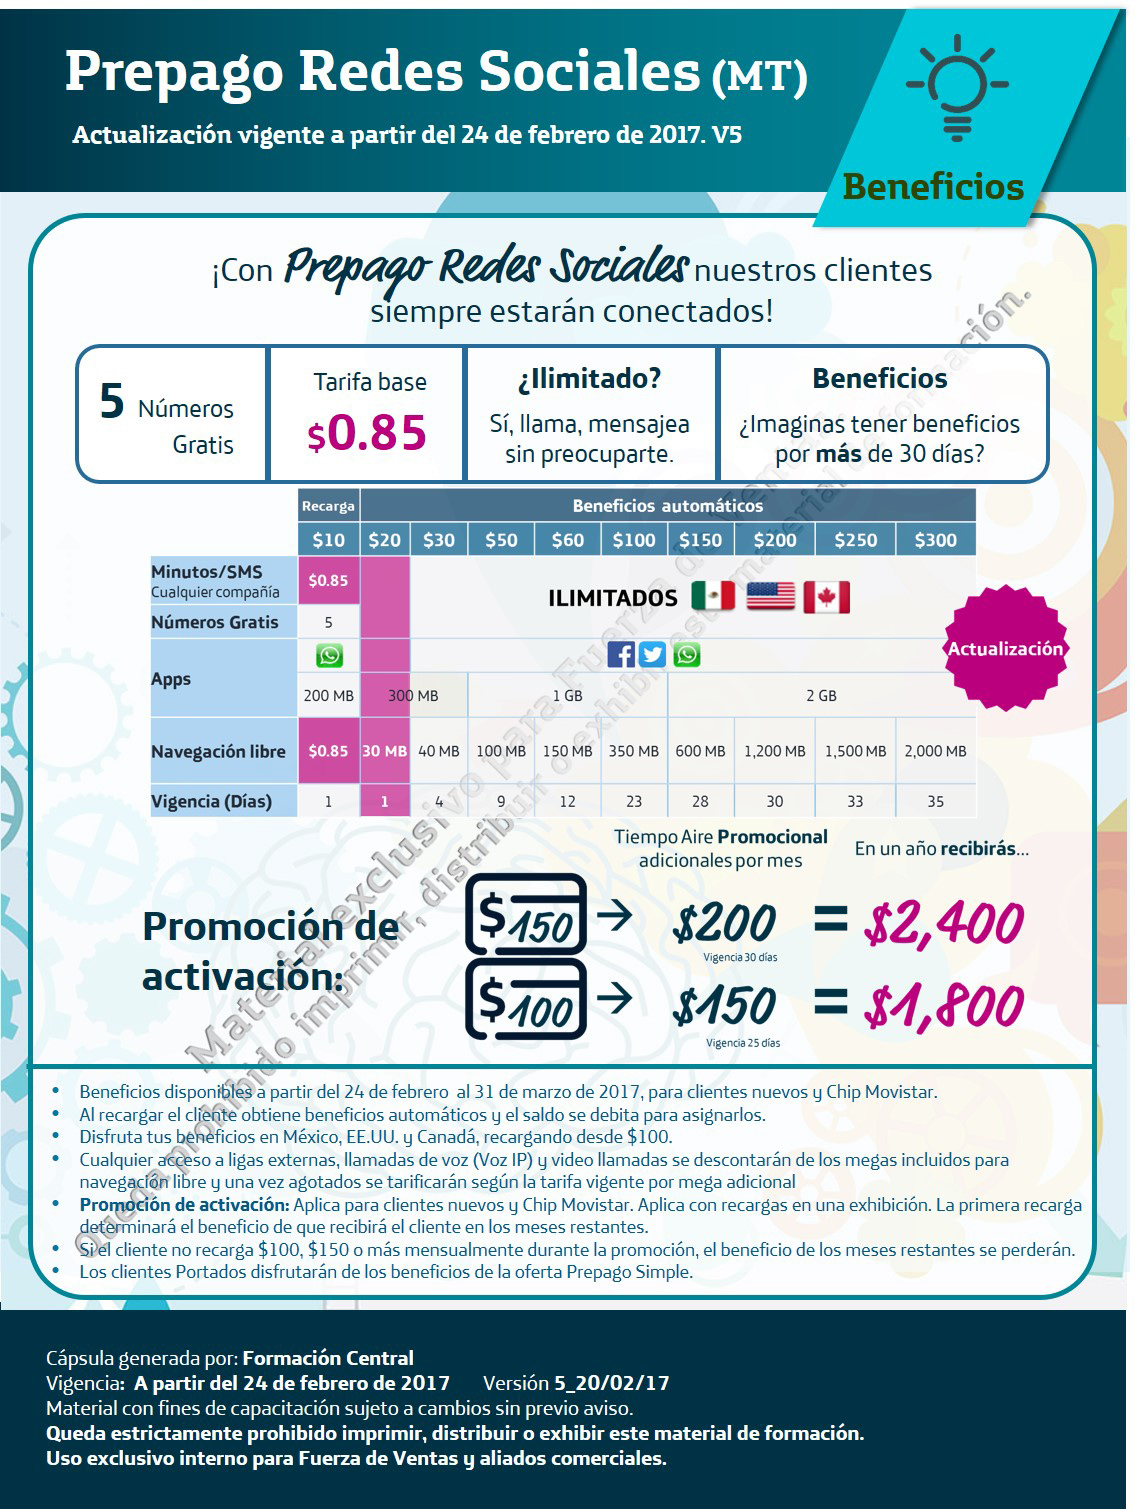 Prepago Redes Sociales (MT)
Actualización vigente a partir del 24 de febrero de 2017. V5
Beneficios
¡Con Prepago Redes Sociales nuestros clientes
siempre estarán conectados!
5 Números
Gratis
Tarifa base
$0.85
¿Ilimitado?
Sí, llama, mensajea
sin preocuparte.
Beneficios
¿Imaginas tener beneficios
por más de 30 días?
Recarga Beneficios automáticos
$10 $20 $30 $50 $60 $100 $150 $200 $250 $300
Minutos/SMS
Cualquier compañía
$0.85
ILIMITADOS
Números Gratis 5
Actualización
Apps
200 MB 300 MB 1 GB 2 GB
Navegación libre $0.85 30 MB 40 MB 100 MB 150 MB 350 MB 600 MB 1,200 MB 1,500 MB 2,000 MB
Vigencia (Días) 1 1 4 9 12 23 28 30 33 35
Tiempo Aire Promocional
adicionales por mes
En un año recibirás...
Promoción de
activación:
$150 → $200 = $2,400
Vigencia 30 días
$100 → $150 = $1,800
Vigencia 25 días
• Beneficios disponibles a partir del 24 de febrero al 31 de marzo de 2017, para clientes nuevos y Chip Movistar.
• Al recargar el cliente obtiene beneficios automáticos y el saldo se debita para asignarlos.
• Disfruta tus beneficios en México, EE.UU. y Canadá, recargando desde $100.
• Cualquier acceso a ligas externas, llamadas de voz (Voz IP) y video llamadas se descontarán de los megas incluidos para
navegación libre y una vez agotados se tarificarán según la tarifa vigente por mega adicional
• Promoción de activación: Aplica para clientes nuevos y Chip Movistar. Aplica con recargas en una exhibición. La primera recarga
determinará el beneficio de que recibirá el cliente en los meses restantes.
• Si el cliente no recarga $100, $150 o más mensualmente durante la promoción, el beneficio de los meses restantes se perderán.
• Los clientes Portados disfrutarán de los beneficios de la oferta Prepago Simple.
Material exclusivo para Fuerza de Ventas.
Queda prohibido imprimir, distribuir o exhibir este material de formación.
Cápsula generada por: Formación Central
Vigencia: A partir del 24 de febrero de 2017 Versión 5_20/02/17
Material con fines de capacitación sujeto a cambios sin previo aviso.
Queda estrictamente prohibido imprimir, distribuir o exhibir este material de formación.
Uso exclusivo interno para Fuerza de Ventas y aliados comerciales.